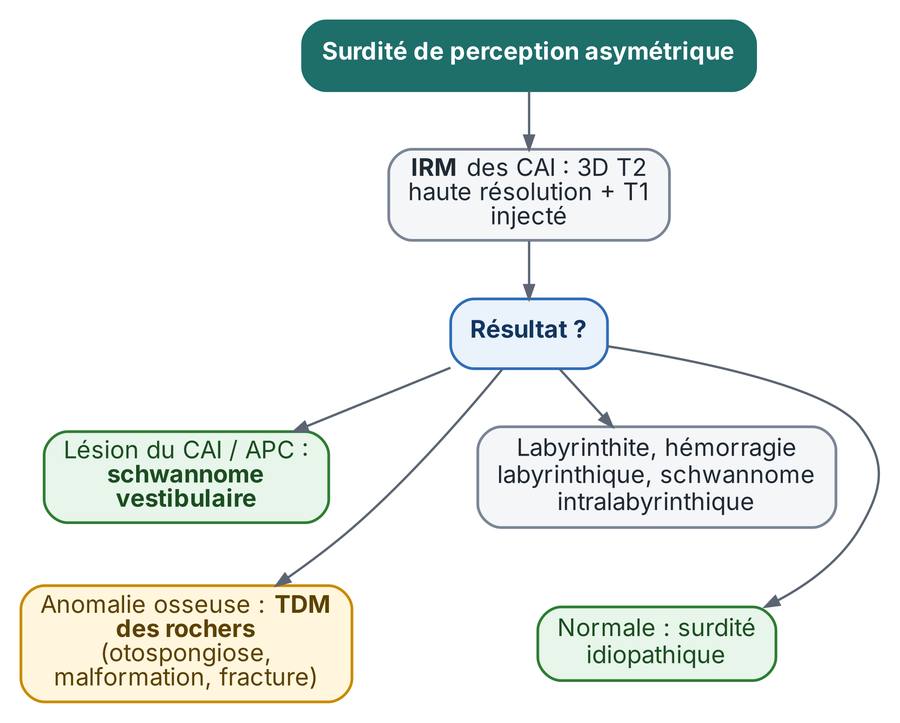 Surdité de perception asymétrique
IRM des CAI : 3D T2
haute résolution + T1
injecté
Résultat ?
Lésion du CAI / APC :
schwannome
vestibulaire
Labyrinthite, hémorragie
labyrinthique, schwannome
intralabyrinthique
Anomalie osseuse : TDM
des rochers
(otospongiose,
malformation, fracture)
Normale : surdité
idiopathique